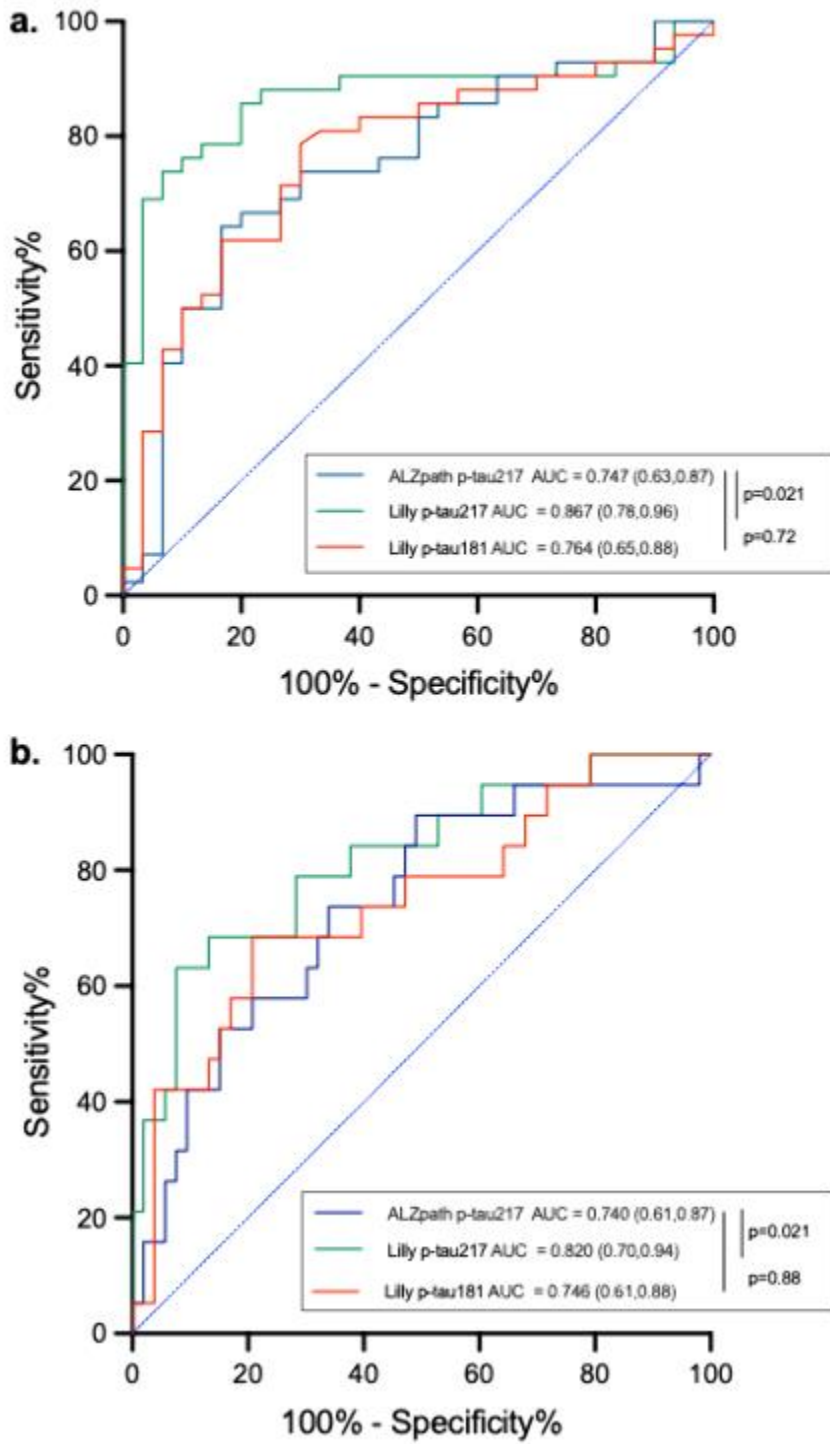 a.
100
80
60
40
20
0
Sensitivity%
ALZpath p-tau217 AUC = 0.747 (0.63,0.87)
Lilly p-tau217 AUC = 0.867 (0.78,0.96)
Lilly p-tau181 AUC = 0.764 (0.65,0.88)
p=0.021
p=0.72
0 20 40 60 80 100
100% - Specificity%
b.
100
80
60
40
20
0
Sensitivity%
ALZpath p-tau217 AUC = 0.740 (0.61,0.87)
Lilly p-tau217 AUC = 0.820 (0.70,0.94)
Lilly p-tau181 AUC = 0.746 (0.61,0.88)
p=0.021
p=0.88
0 20 40 60 80 100
100% - Specificity%